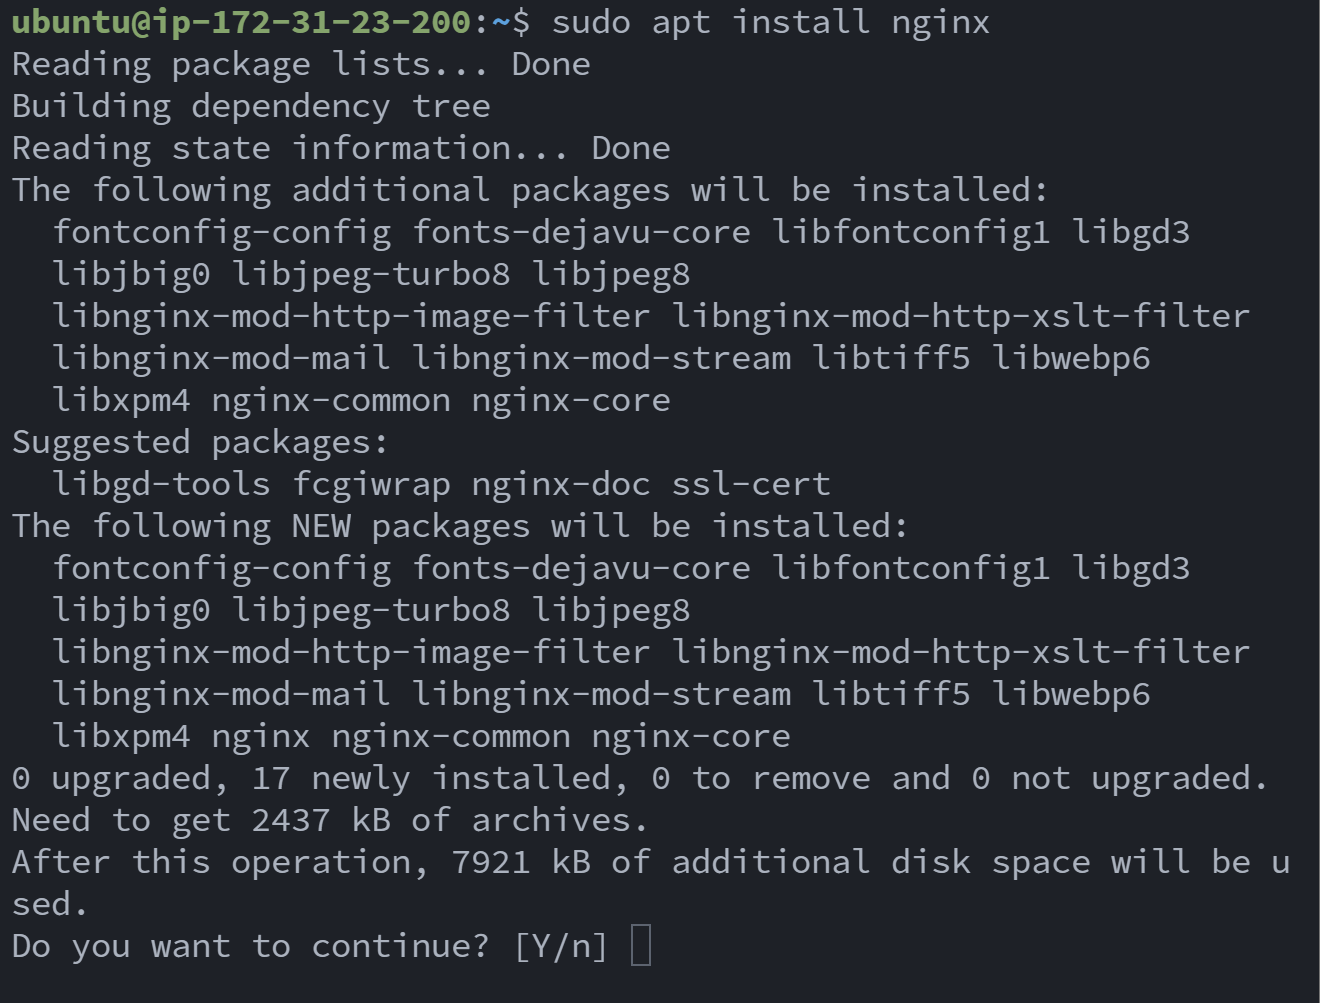 ubuntu@ip-172-31-23-200:~$ sudo apt install nginx
Reading package lists... Done
Building dependency tree
Reading state information... Done
The following additional packages will be installed:
  fontconfig-config fonts-dejavu-core libfontconfig1 libgd3
  libjbig0 libjpeg-turbo8 libjpeg8
  libnginx-mod-http-image-filter libnginx-mod-http-xslt-filter
  libnginx-mod-mail libnginx-mod-stream libtiff5 libwebp6
  libxpm4 nginx-common nginx-core
Suggested packages:
  libgd-tools fcgiwrap nginx-doc ssl-cert
The following NEW packages will be installed:
  fontconfig-config fonts-dejavu-core libfontconfig1 libgd3
  libjbig0 libjpeg-turbo8 libjpeg8
  libnginx-mod-http-image-filter libnginx-mod-http-xslt-filter
  libnginx-mod-mail libnginx-mod-stream libtiff5 libwebp6
  libxpm4 nginx nginx-common nginx-core
0 upgraded, 17 newly installed, 0 to remove and 0 not upgraded.
Need to get 2437 kB of archives.
After this operation, 7921 kB of additional disk space will be u
sed.
Do you want to continue? [Y/n]